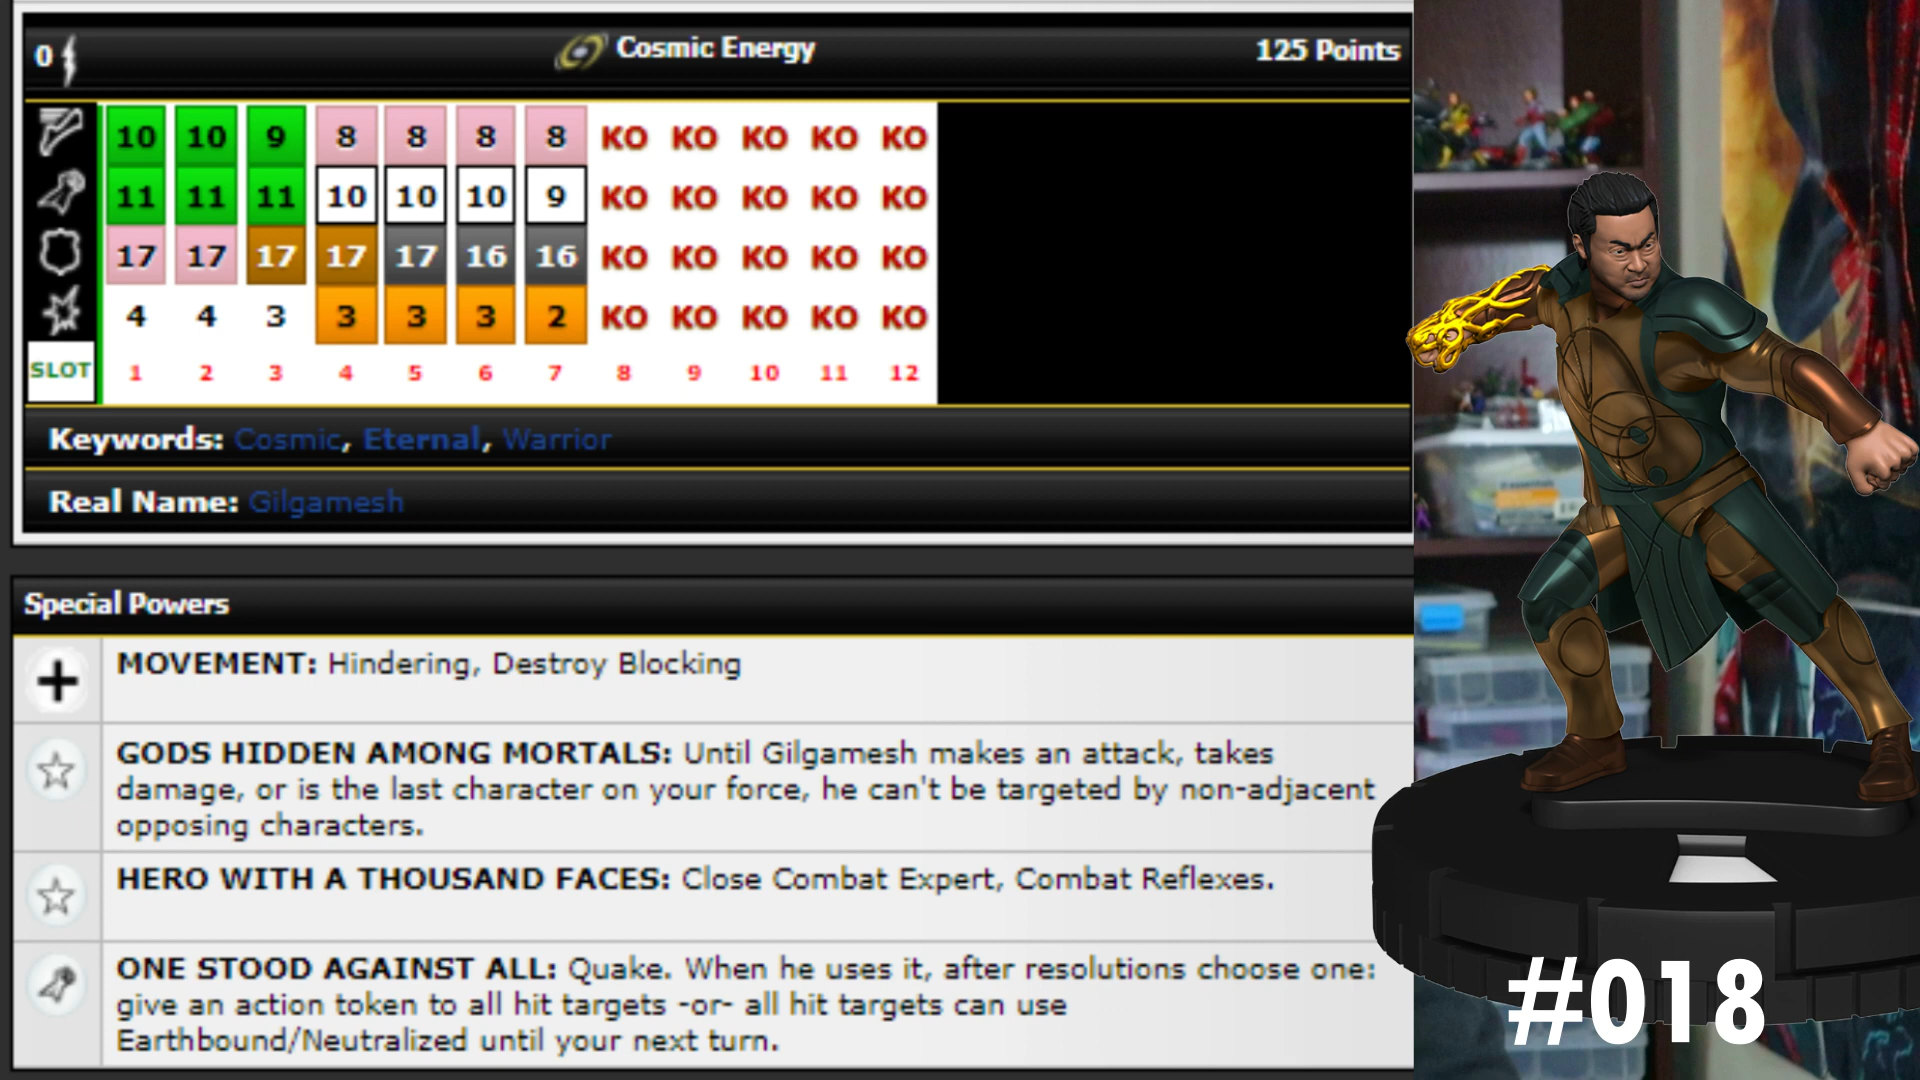 0 Cosmic Energy 125 Points
10 10 9 8 8 8 8 KO KO KO KO KO
11 11 11 10 10 10 9 KO KO KO KO KO
17 17 17 17 17 16 16 KO KO KO KO KO
4 4 3 3 3 3 2 KO KO KO KO KO
SLOT 1 2 3 4 5 6 7 8 9 10 11 12
Keywords: Cosmic, Eternal, Warrior
Real Name: Gilgamesh
Special Powers
MOVEMENT: Hindering, Destroy Blocking
GODS HIDDEN AMONG MORTALS: Until Gilgamesh makes an attack, takes
damage, or is the last character on your force, he can't be targeted by non-adjacent
opposing characters.
HERO WITH A THOUSAND FACES: Close Combat Expert, Combat Reflexes.
ONE STOOD AGAINST ALL: Quake. When he uses it, after resolutions choose one:
give an action token to all hit targets -or- all hit targets can use
Earthbound/Neutralized until your next turn.
#018